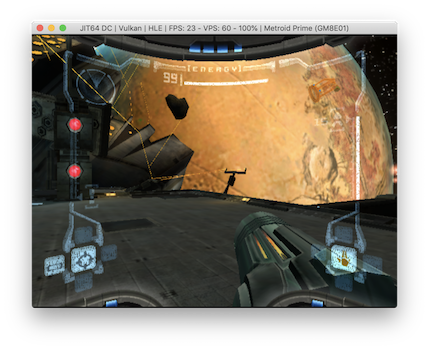 JIT64 DC | Vulkan | HLE | FPS: 23 - VPS: 60 - 100% | Metroid Prime (GM8E01)
[ENERGY]
99